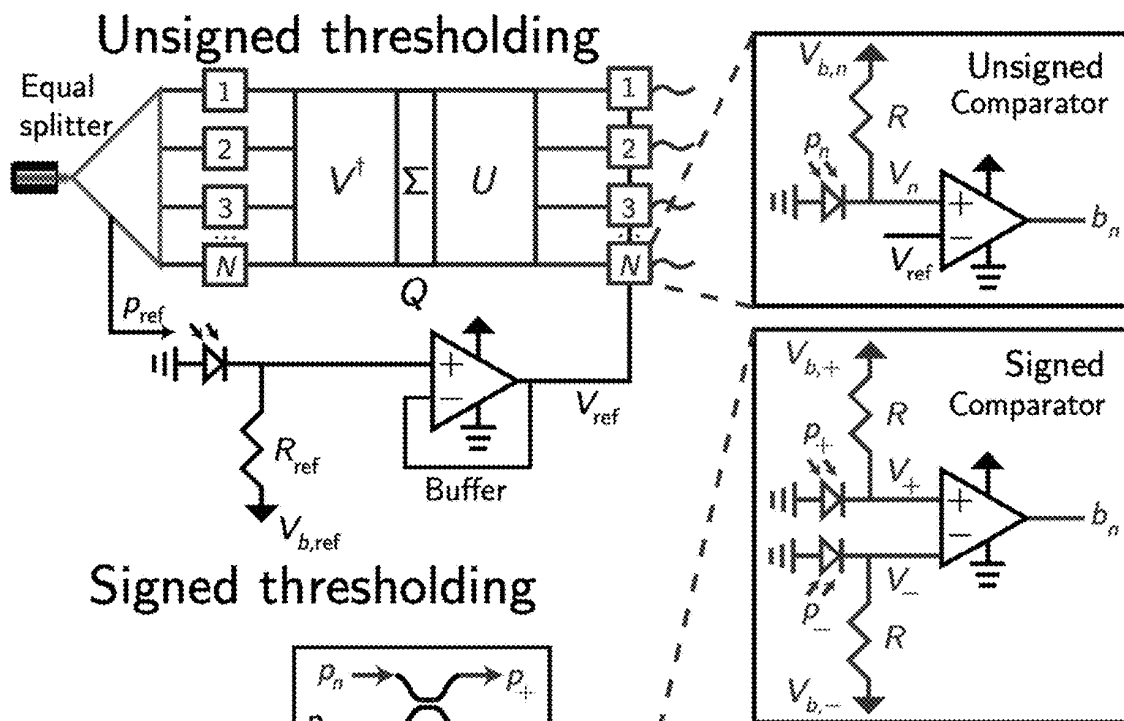 Unsigned thresholding
Equal
splitter
1
2
3
...
N
V†
Σ
U
1
2
3
...
N
Q
p_ref
+
−
V_ref
R_ref
Buffer
V_b,ref
V_b,n
Unsigned
Comparator
R
p_n
V_n
+
−
b_n
V_ref
V_b,+
Signed
Comparator
R
p_+
V_+
+
−
b_n
V_−
p_−
R
V_b,−
Signed thresholding
p_n
p_+